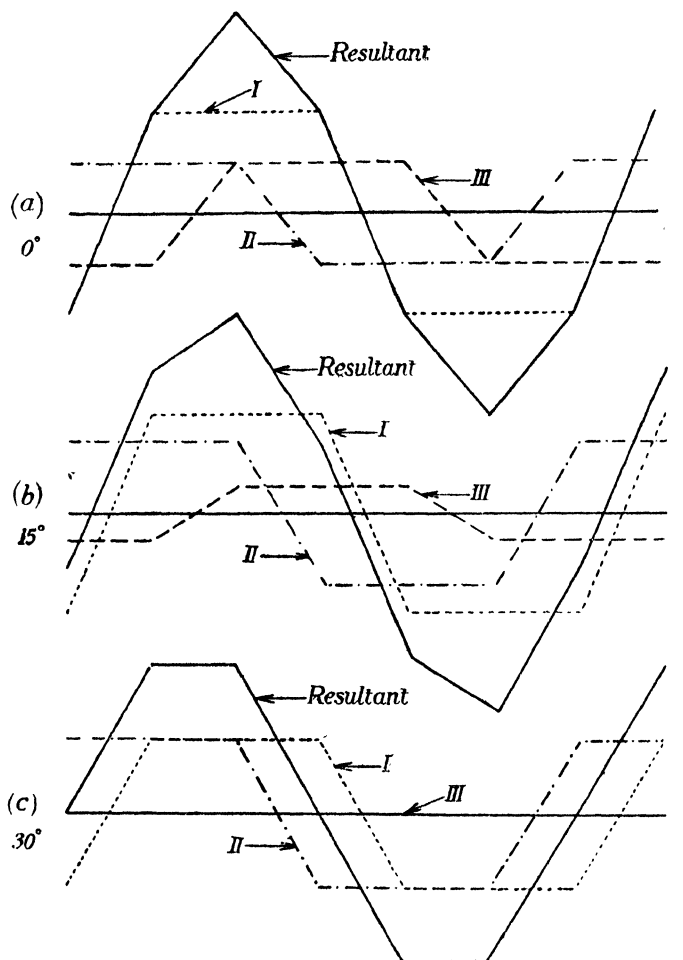 Resultant
I
III
(a)
0°
II
Resultant
I
(b)
III
15°
II
Resultant
I
(c)
III
30°
II